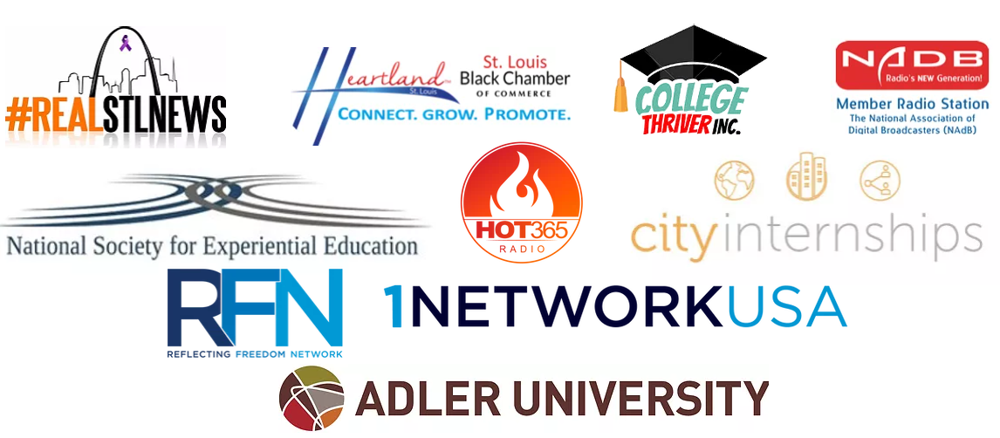 #REALSTLNEWS
Heartland St. Louis
St. Louis
Black Chamber
OF COMMERCE
CONNECT. GROW. PROMOTE.
COLLEGE
THRIVER INC.
NADB
Radio's NEW Generation!
Member Radio Station
The National Association of
Digital Broadcasters (NAdB)
National Society for Experiential Education
HOT365
RADIO
cityinternships
RFN
REFLECTING FREEDOM NETWORK
1NETWORKUSA
ADLER UNIVERSITY